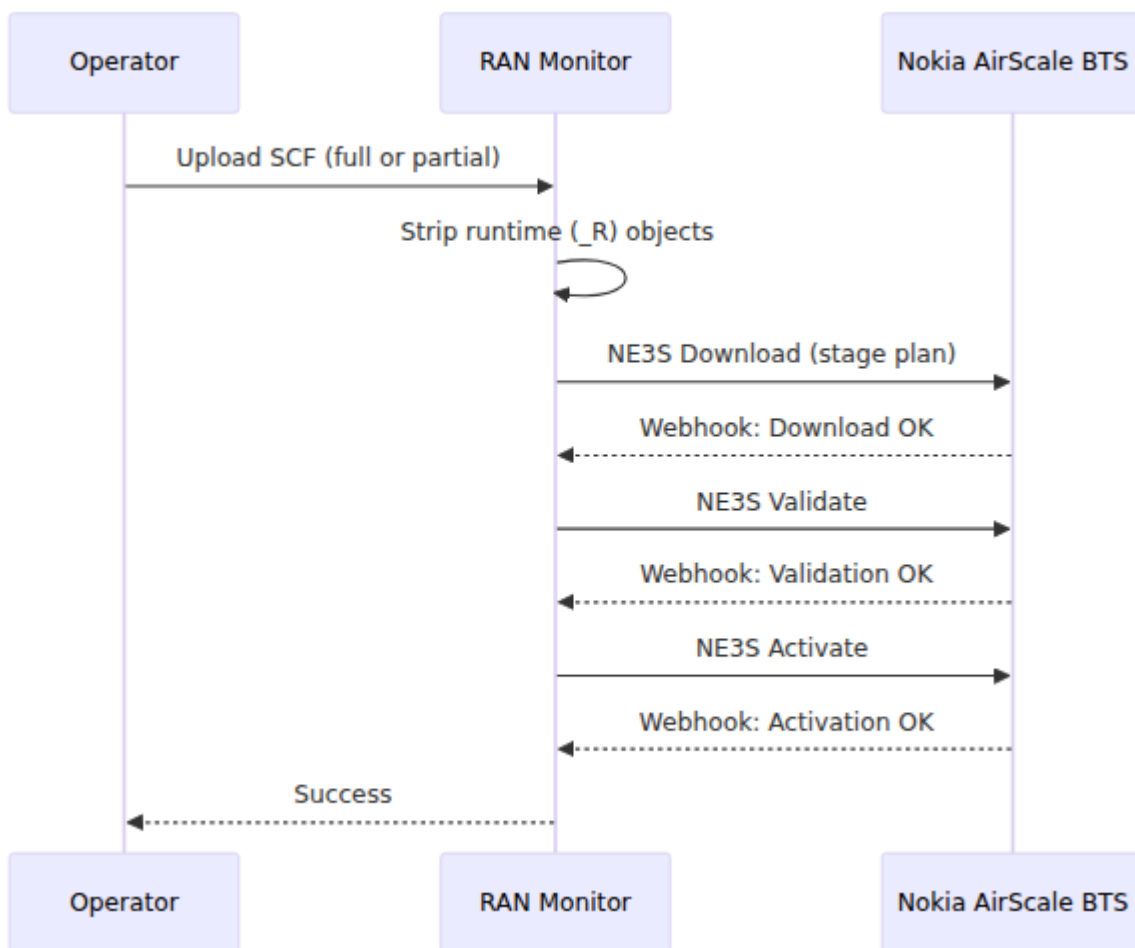 Operator
RAN Monitor
Nokia AirScale BTS
Upload SCF (full or partial)
Strip runtime (_R) objects
NE3S Download (stage plan)
Webhook: Download OK
NE3S Validate
Webhook: Validation OK
NE3S Activate
Webhook: Activation OK
Success
Operator
RAN Monitor
Nokia AirScale BTS